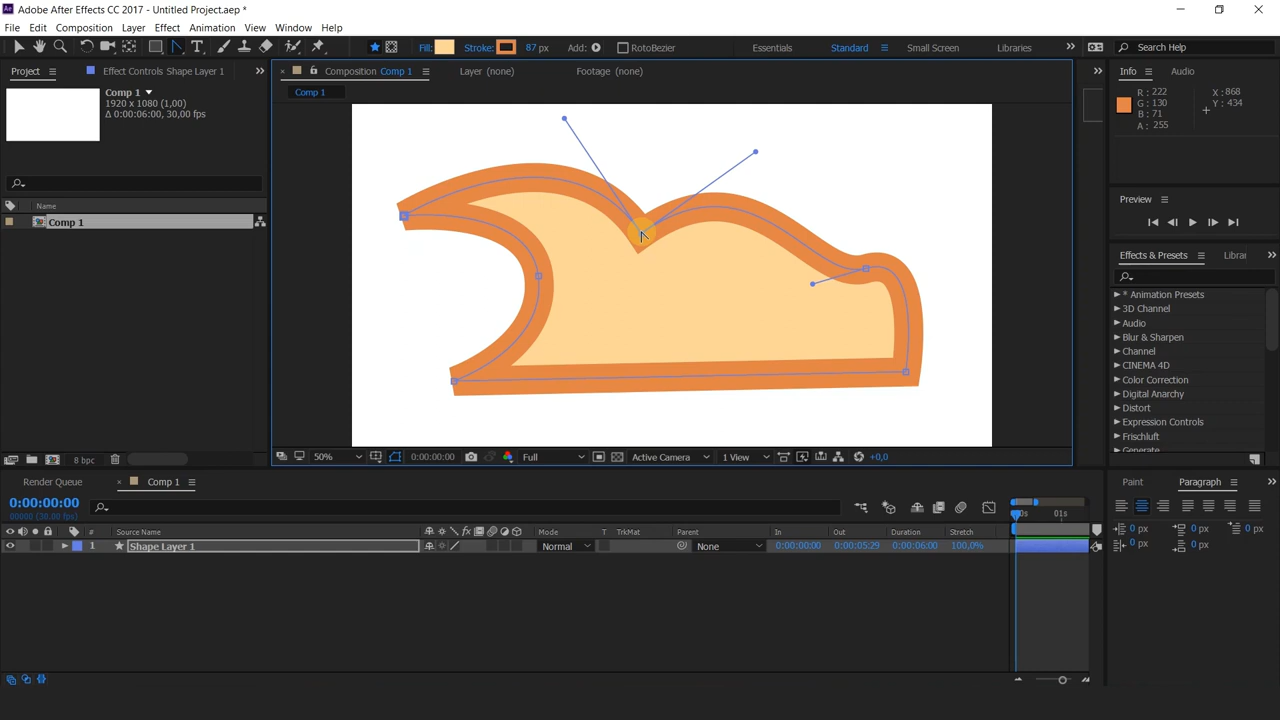 Adobe After Effects CC 2017 - Untitled Project.aep *
File Edit Composition Layer Effect Animation View Window Help
Fill: Stroke: 87 px Add: RotoBezier Essentials Standard Small Screen Libraries Search Help
Project Effect Controls Shape Layer 1
Composition Comp 1 Layer (none) Footage (none)
Info Audio
Comp 1
Comp 1
1920 x 1080 (1,00)
Δ 0:00:06:00, 30,00 fps
R: 222
G: 130
B: 71
A: 255
X: 868
Y: 434
Preview
Name
Comp 1
Effects & Presets Librar
* Animation Presets
3D Channel
Audio
Blur & Sharpen
Channel
CINEMA 4D
Color Correction
Digital Anarchy
Distort
Expression Controls
Frischluft
Generate
8 bpc
50% 0:00:00:00 Full Active Camera 1 View +0,0
Render Queue Comp 1
Paint Paragraph
0:00:00:00
00000 (30.00 fps)
0s 01s
# Source Name Mode T TrkMat Parent In Out Duration Stretch
1 Shape Layer 1 Normal None 0:00:00:00 0:00:05:29 0:00:06:00 100,0%
0 px 0 px 0 px
0 px 0 px